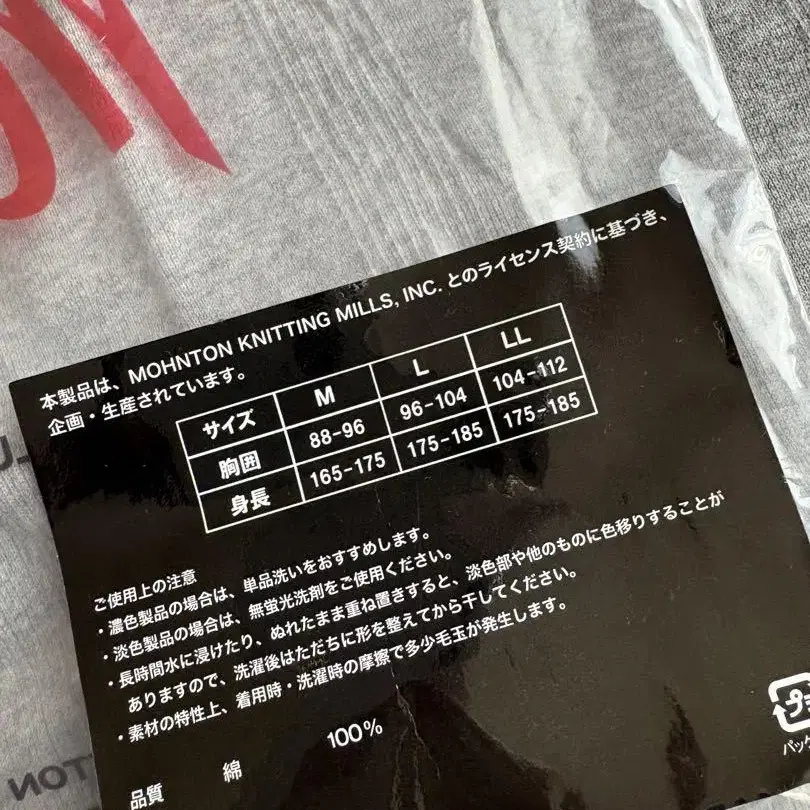 本製品は、MOHNTON KNITTING MILLS, INC. とのライセンス契約に基づき、
企画・生産されています。
サイズ M L LL
胸囲 88-96 96-104 104-112
身長 165-175 175-185 175-185
ご使用上の注意
・濃色製品の場合は、単品洗いをおすすめします。
・淡色製品の場合は、無蛍光洗剤をご使用ください。
・長時間水に浸けたり、ぬれたまま重ね置きすると、淡色部や他のものに色移りすることが
ありますので、洗濯後はただちに形を整えてから干してください。
・素材の特性上、着用時・洗濯時の摩擦で多少毛玉が発生します。
品質 綿 100%
プラ